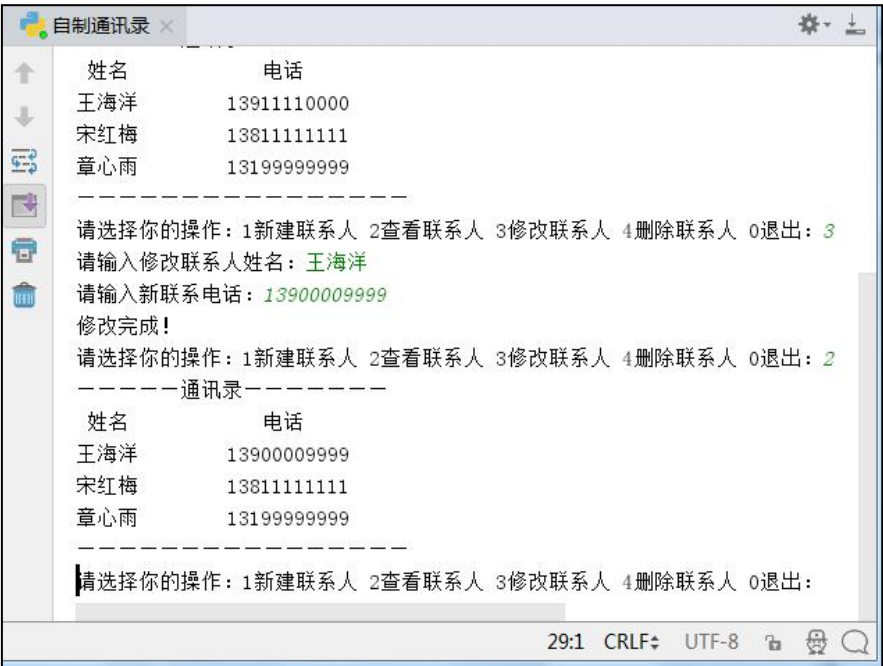 自制通讯录
姓名 电话
王海洋 13911110000
宋红梅 13811111111
章心雨 13199999999
－－－－－－－－－－－－－－－－
请选择你的操作：1新建联系人 2查看联系人 3修改联系人 4删除联系人 0退出：3
请输入修改联系人姓名：王海洋
请输入新联系电话：13900009999
修改完成！
请选择你的操作：1新建联系人 2查看联系人 3修改联系人 4删除联系人 0退出：2
－－－－－通讯录－－－－－－－
姓名 电话
王海洋 13900009999
宋红梅 13811111111
章心雨 13199999999
－－－－－－－－－－－－－－－－
请选择你的操作：1新建联系人 2查看联系人 3修改联系人 4删除联系人 0退出：
29:1 CRLF UTF-8